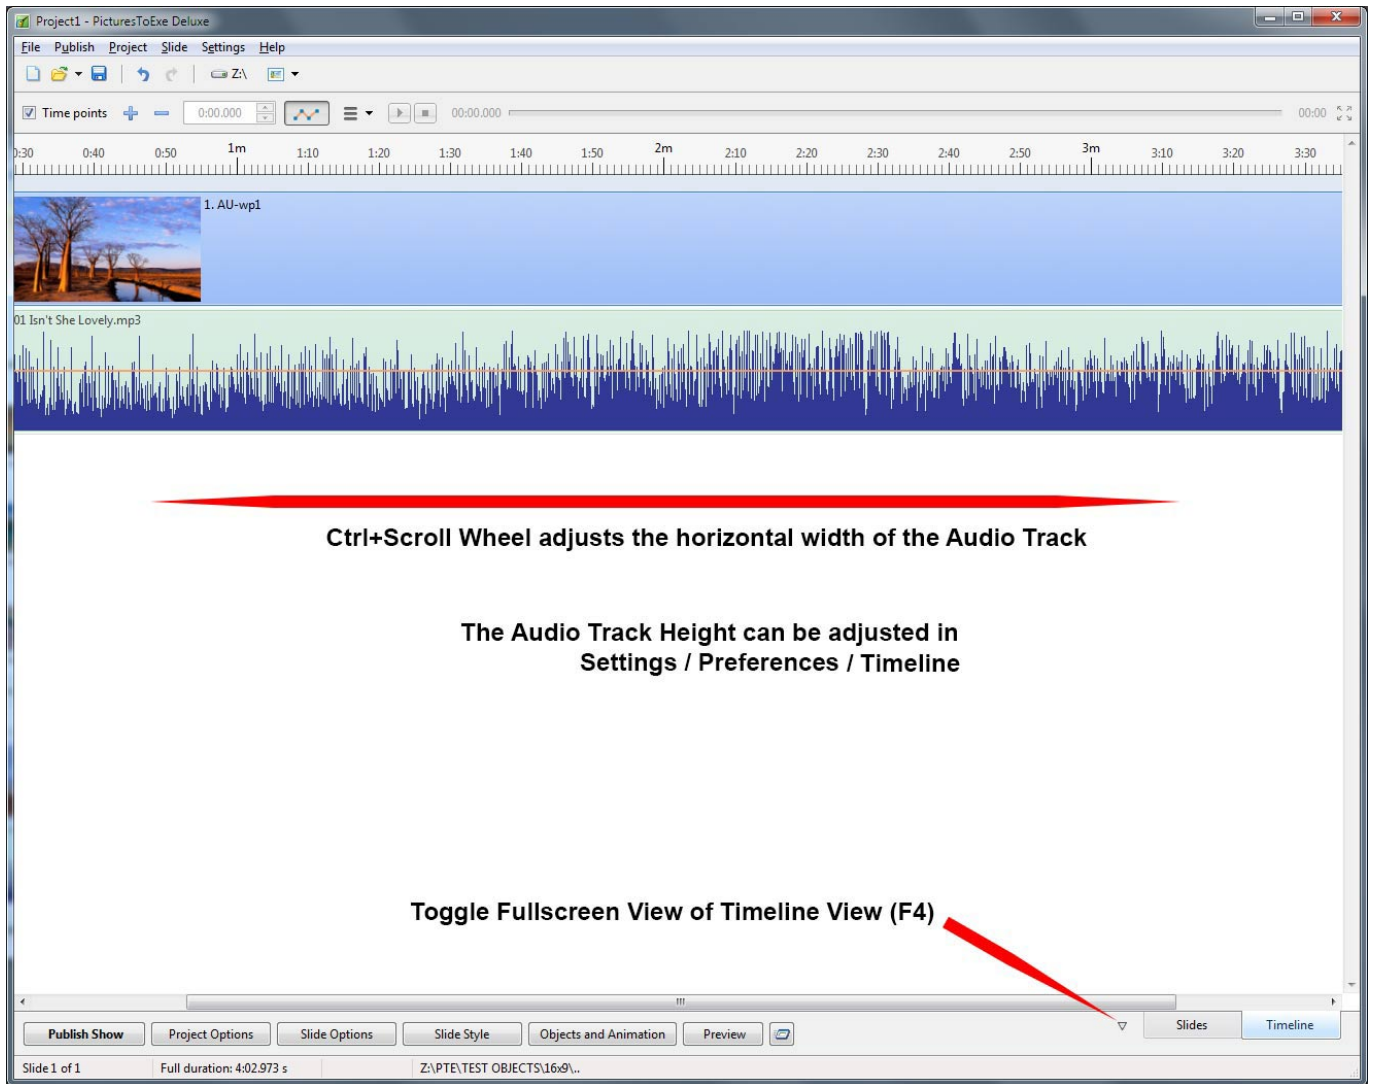 Project1 - PicturesToExe Deluxe
File Publish Project Slide Settings Help
Z:\
Time points 0:00.000 00:00.000 00:00
0:30 0:40 0:50 1m 1:10 1:20 1:30 1:40 1:50 2m 2:10 2:20 2:30 2:40 2:50 3m 3:10 3:20 3:30
1. AU-wp1
01 Isn't She Lovely.mp3
Ctrl+Scroll Wheel adjusts the horizontal width of the Audio Track
The Audio Track Height can be adjusted in
Settings / Preferences / Timeline
Toggle Fullscreen View of Timeline View (F4)
Publish Show Project Options Slide Options Slide Style Objects and Animation Preview Slides Timeline
Slide 1 of 1 Full duration: 4:02.973 s Z:\PTE\TEST OBJECTS\16x9\..